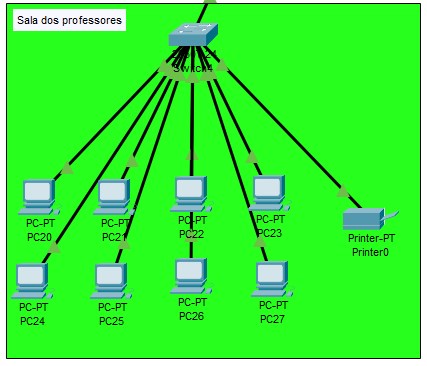 Sala dos professores
Switch4
PC-PT
PC20
PC-PT
PC21
PC-PT
PC22
PC-PT
PC23
Printer-PT
Printer0
PC-PT
PC24
PC-PT
PC25
PC-PT
PC26
PC-PT
PC27